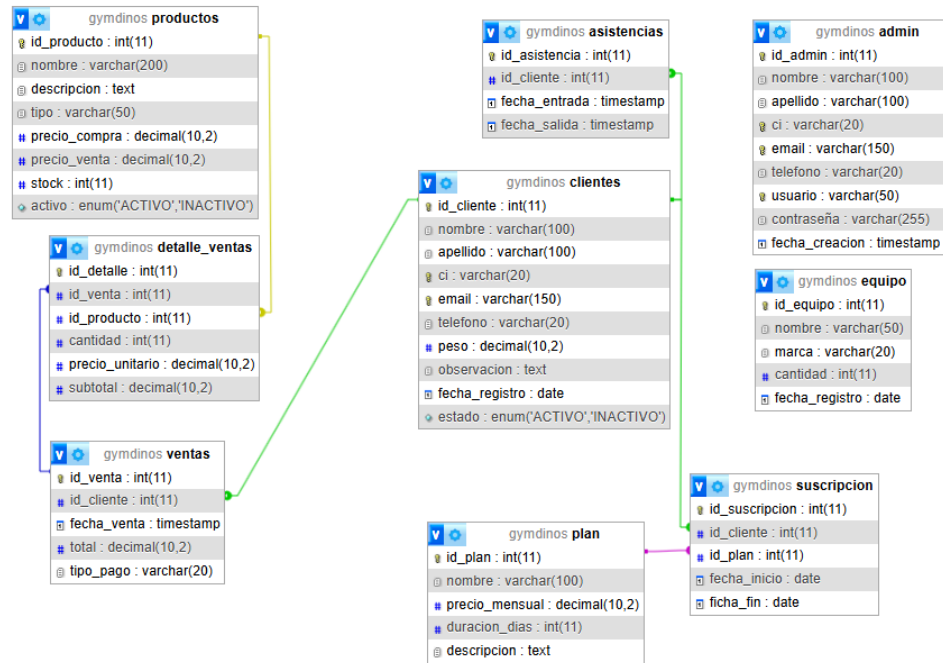 gymdinos productos
id_producto : int(11)
nombre : varchar(200)
descripcion : text
tipo : varchar(50)
precio_compra : decimal(10,2)
precio_venta : decimal(10,2)
stock : int(11)
activo : enum('ACTIVO','INACTIVO')
gymdinos detalle_ventas
id_detalle : int(11)
id_venta : int(11)
id_producto : int(11)
cantidad : int(11)
precio_unitario : decimal(10,2)
subtotal : decimal(10,2)
gymdinos ventas
id_venta : int(11)
id_cliente : int(11)
fecha_venta : timestamp
total : decimal(10,2)
tipo_pago : varchar(20)
gymdinos asistencias
id_asistencia : int(11)
id_cliente : int(11)
fecha_entrada : timestamp
fecha_salida : timestamp
gymdinos clientes
id_cliente : int(11)
nombre : varchar(100)
apellido : varchar(100)
ci : varchar(20)
email : varchar(150)
telefono : varchar(20)
peso : decimal(10,2)
observacion : text
fecha_registro : date
estado : enum('ACTIVO','INACTIVO')
gymdinos plan
id_plan : int(11)
nombre : varchar(100)
precio_mensual : decimal(10,2)
duracion_dias : int(11)
descripcion : text
gymdinos admin
id_admin : int(11)
nombre : varchar(100)
apellido : varchar(100)
ci : varchar(20)
email : varchar(150)
telefono : varchar(20)
usuario : varchar(50)
contraseña : varchar(255)
fecha_creacion : timestamp
gymdinos equipo
id_equipo : int(11)
nombre : varchar(50)
marca : varchar(20)
cantidad : int(11)
fecha_registro : date
gymdinos suscripcion
id_suscripcion : int(11)
id_cliente : int(11)
id_plan : int(11)
fecha_inicio : date
ficha_fin : date